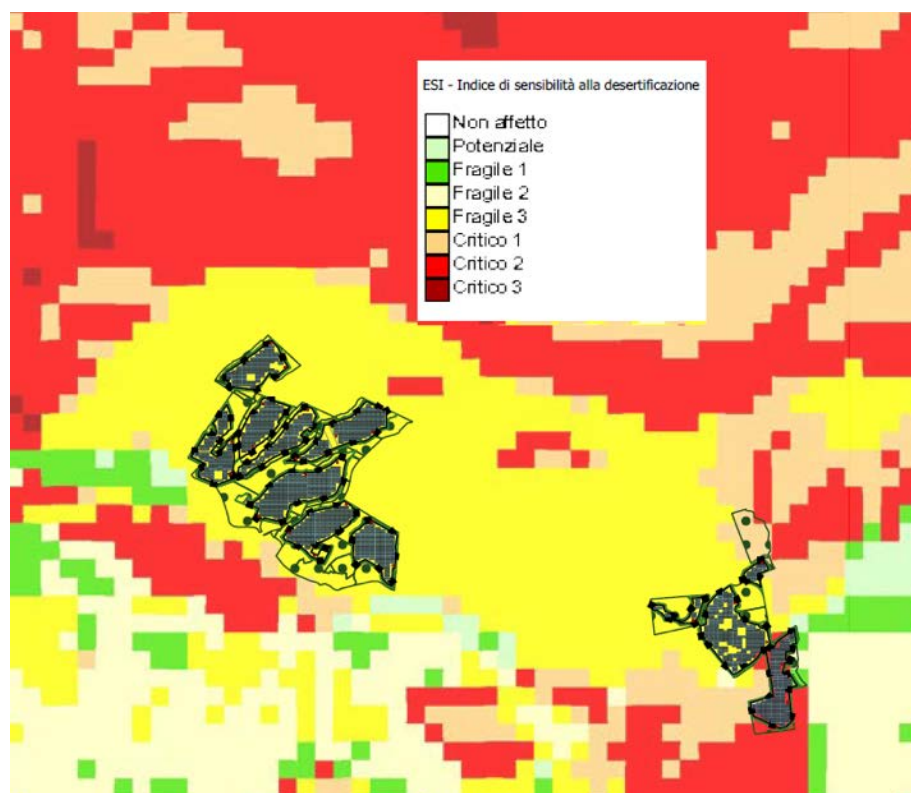 ESI - Indice di sensibilità alla desertificazione
Non affetto
Potenziale
Fragile 1
Fragile 2
Fragile 3
Critico 1
Critico 2
Critico 3